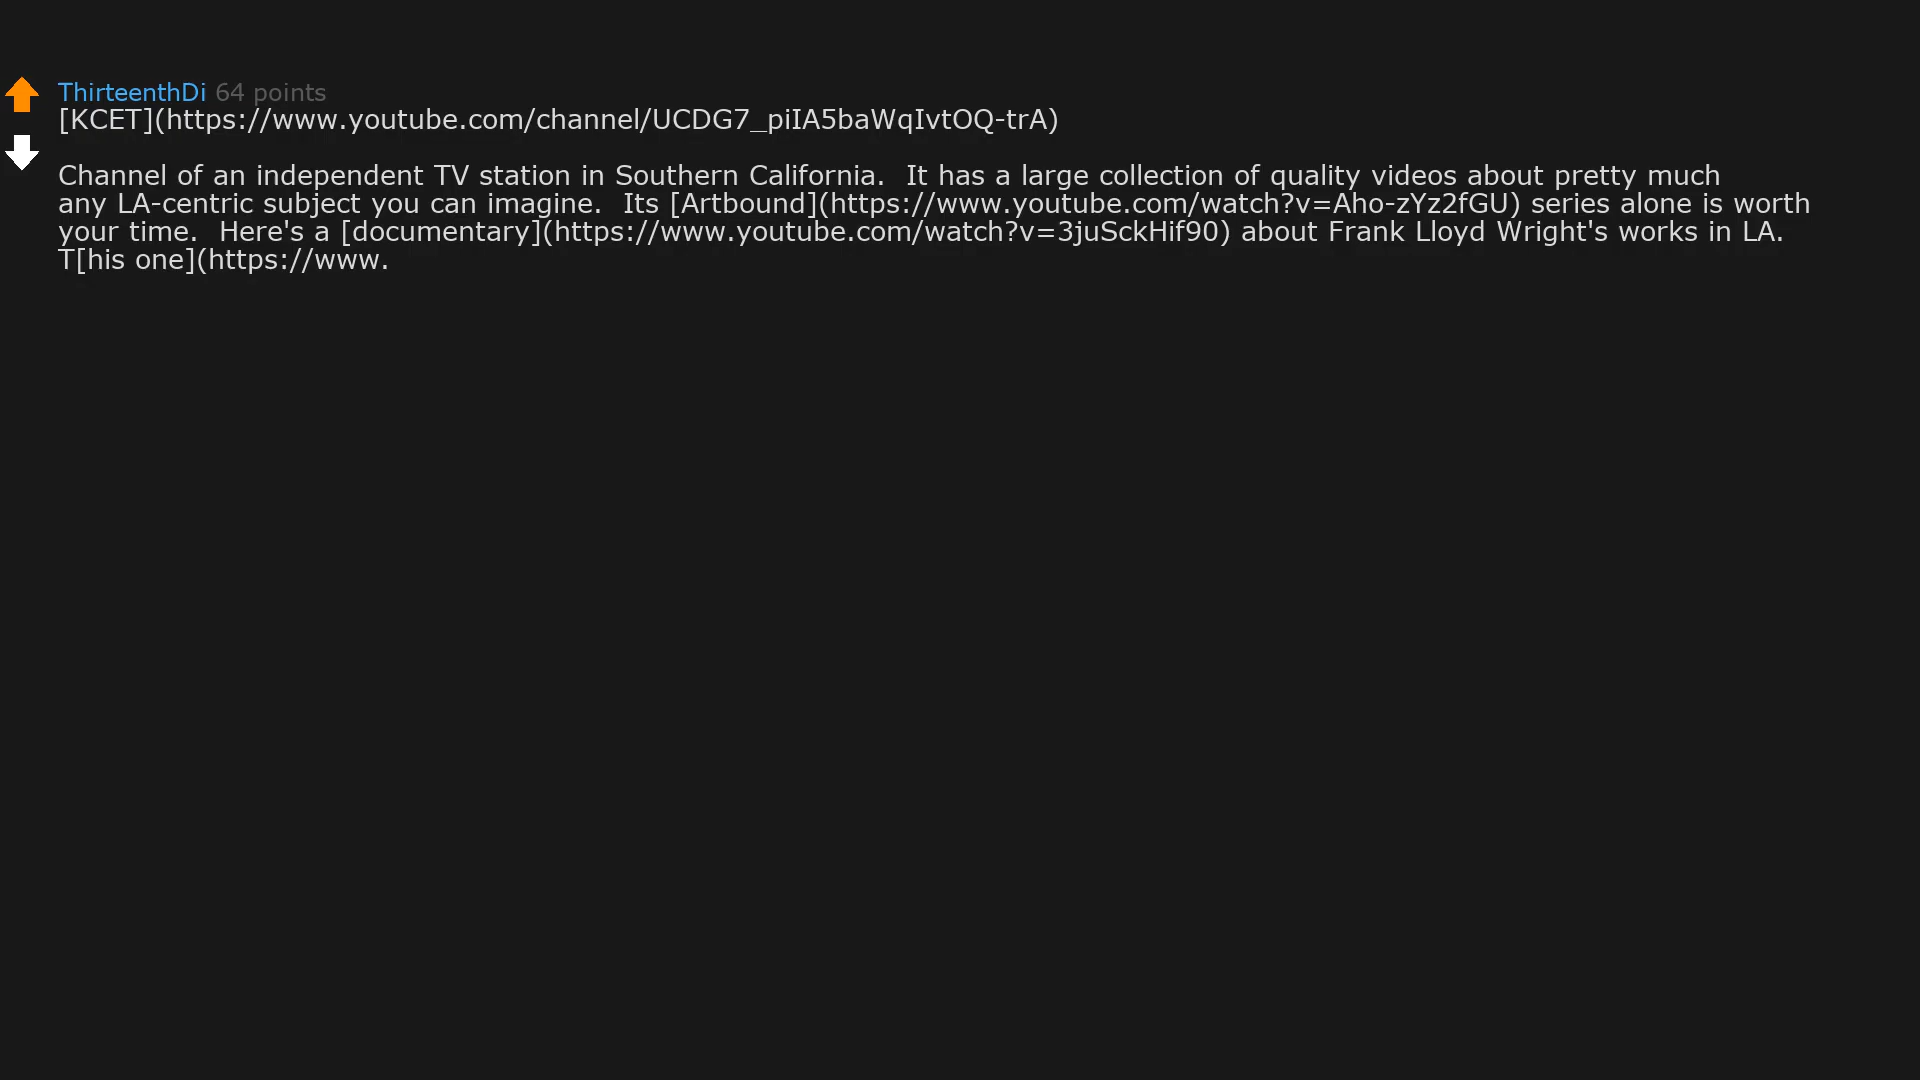 ThirteenthDi 64 points
[KCET](https://www.youtube.com/channel/UCDG7_piIA5baWqIvtOQ-trA)
Channel of an independent TV station in Southern California.  It has a large collection of quality videos about pretty much
any LA-centric subject you can imagine.  Its [Artbound](https://www.youtube.com/watch?v=Aho-zYz2fGU) series alone is worth
your time.  Here's a [documentary](https://www.youtube.com/watch?v=3juSckHif90) about Frank Lloyd Wright's works in LA.
T[his one](https://www.